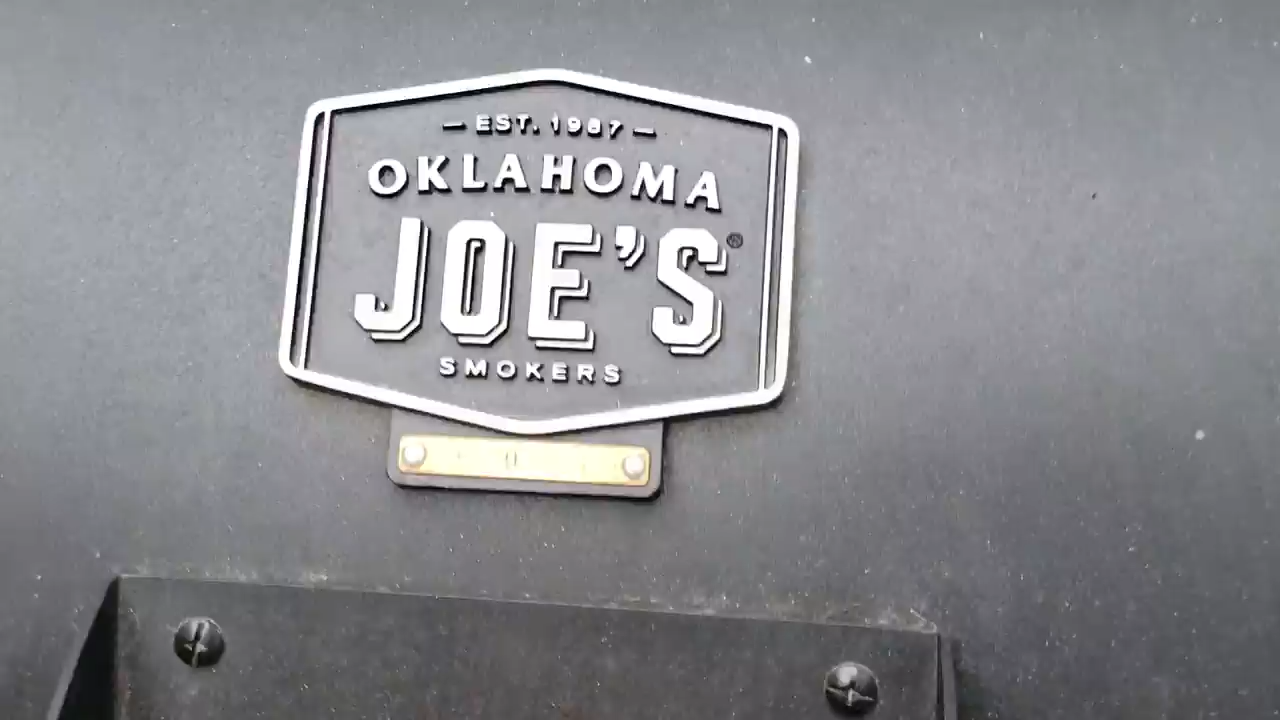 — EST. 1987 —
OKLAHOMA
JOE'S®
SMOKERS